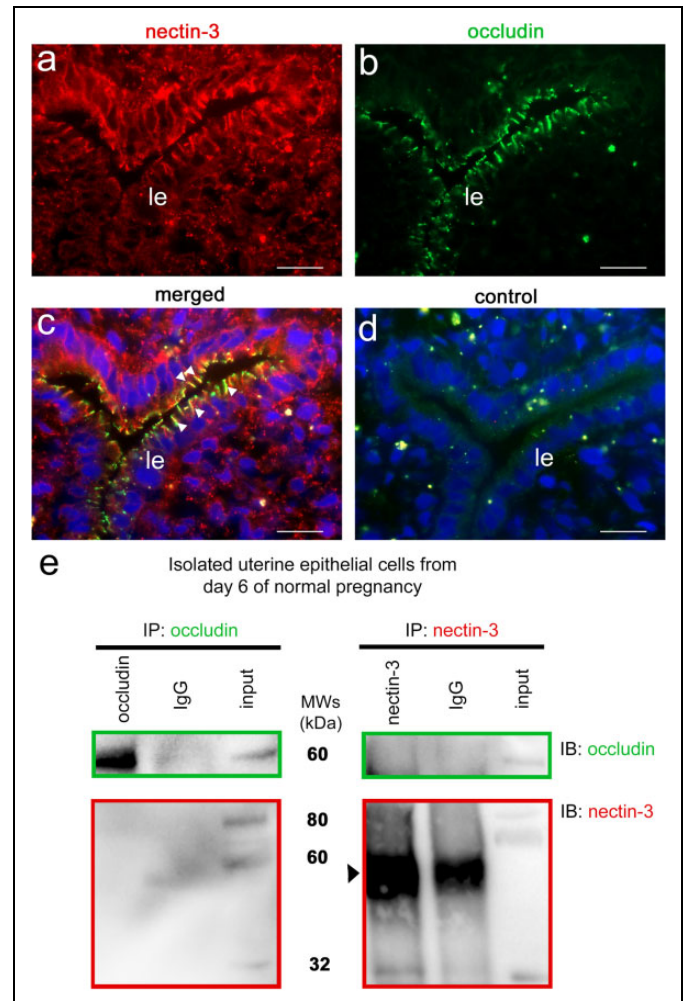 nectin-3
occludin
a
b
le
le
merged
control
c
d
le
le
e
Isolated uterine epithelial cells from
day 6 of normal pregnancy
IP: occludin
IP: nectin-3
occludin
IgG
input
MWs
(kDa)
nectin-3
IgG
input
60
IB: occludin
80
IB: nectin-3
60
32